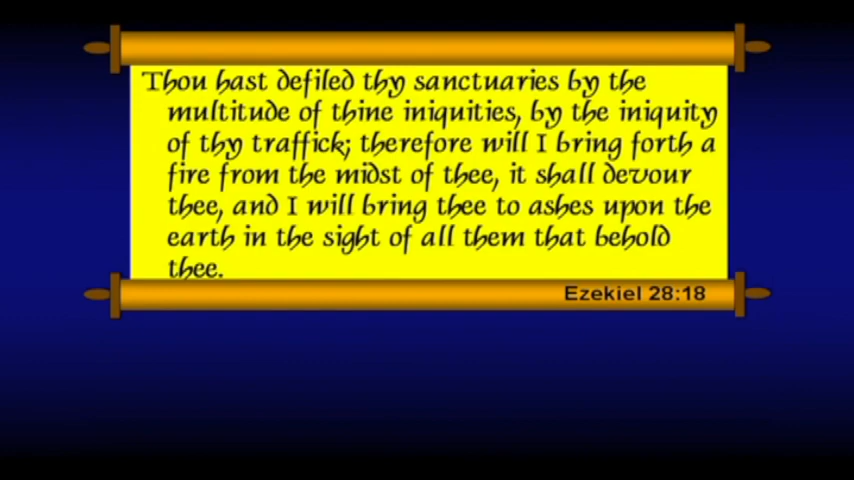 Thou hast defiled thy sanctuaries by the
multitude of thine iniquities, by the iniquity
of thy traffick; therefore will I bring forth a
fire from the midst of thee, it shall devour
thee, and I will bring thee to ashes upon the
earth in the sight of all them that behold
thee.
Ezekiel 28:18